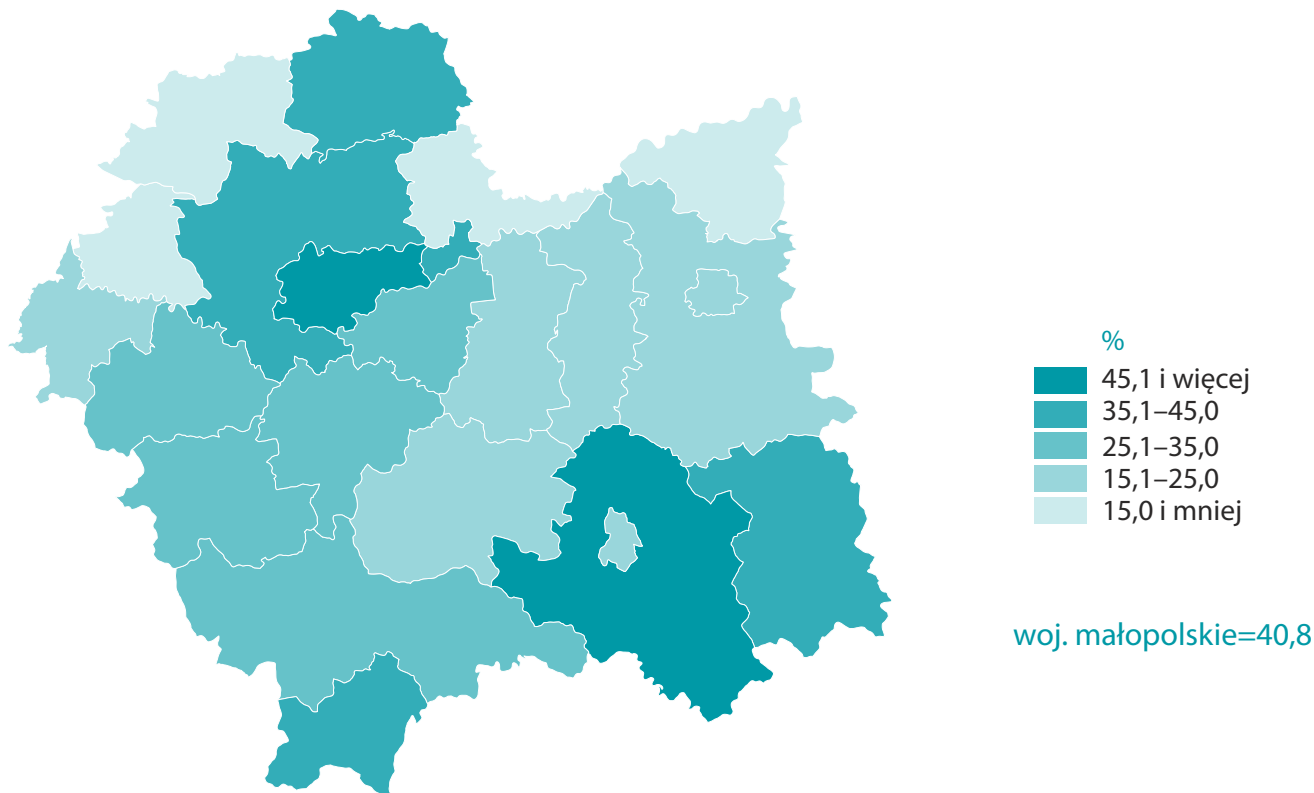 %
45,1 i więcej
35,1–45,0
25,1–35,0
15,1–25,0
15,0 i mniej
woj. małopolskie=40,8